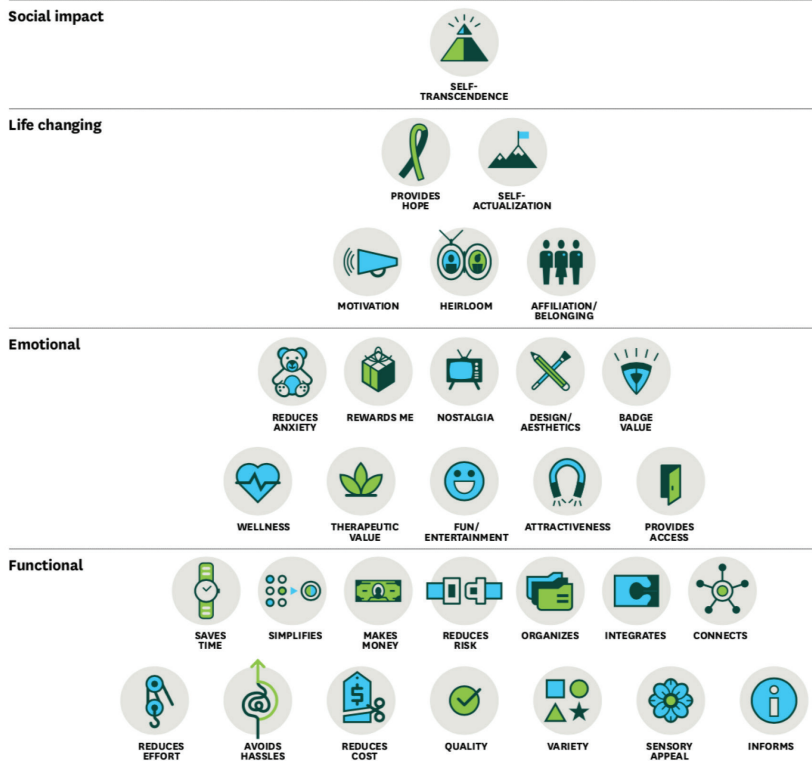 Social impact
SELF-
TRANSCENDENCE
Life changing
PROVIDES
HOPE
SELF-
ACTUALIZATION
MOTIVATION
HEIRLOOM
AFFILIATION/
BELONGING
Emotional
REDUCES
ANXIETY
REWARDS ME
NOSTALGIA
DESIGN/
AESTHETICS
BADGE
VALUE
WELLNESS
THERAPEUTIC
VALUE
FUN/
ENTERTAINMENT
ATTRACTIVENESS
PROVIDES
ACCESS
Functional
SAVES
TIME
SIMPLIFIES
MAKES
MONEY
REDUCES
RISK
ORGANIZES
INTEGRATES
CONNECTS
REDUCES
EFFORT
AVOIDS
HASSLES
$
REDUCES
COST
QUALITY
VARIETY
SENSORY
APPEAL
i
INFORMS